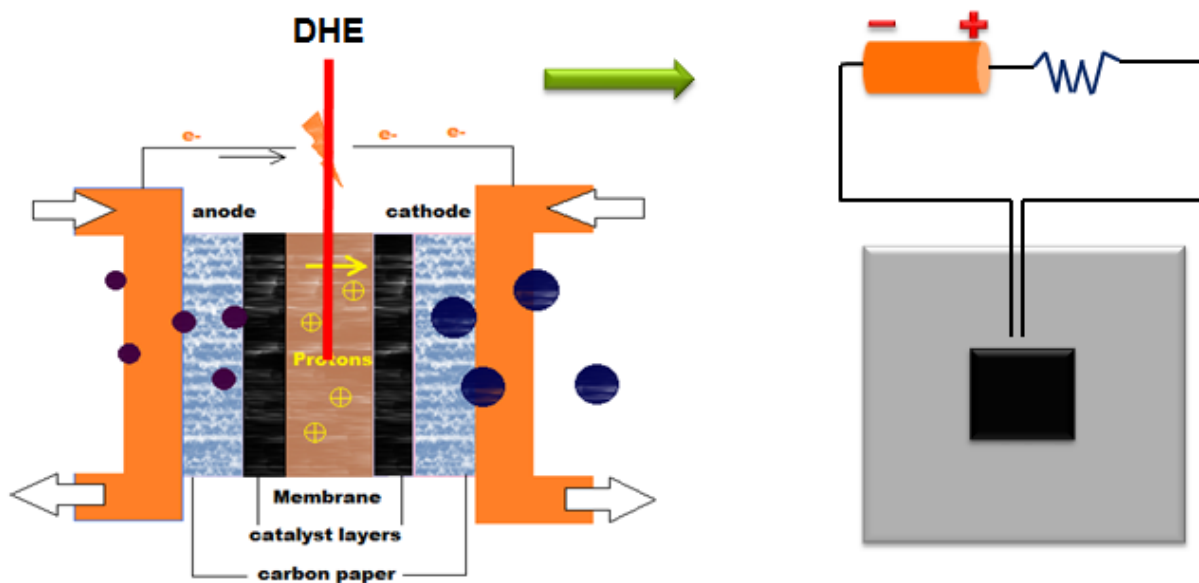 DHE
e-
e-
e-
anode
cathode
Protons
Membrane
catalyst layers
carbon paper
− +